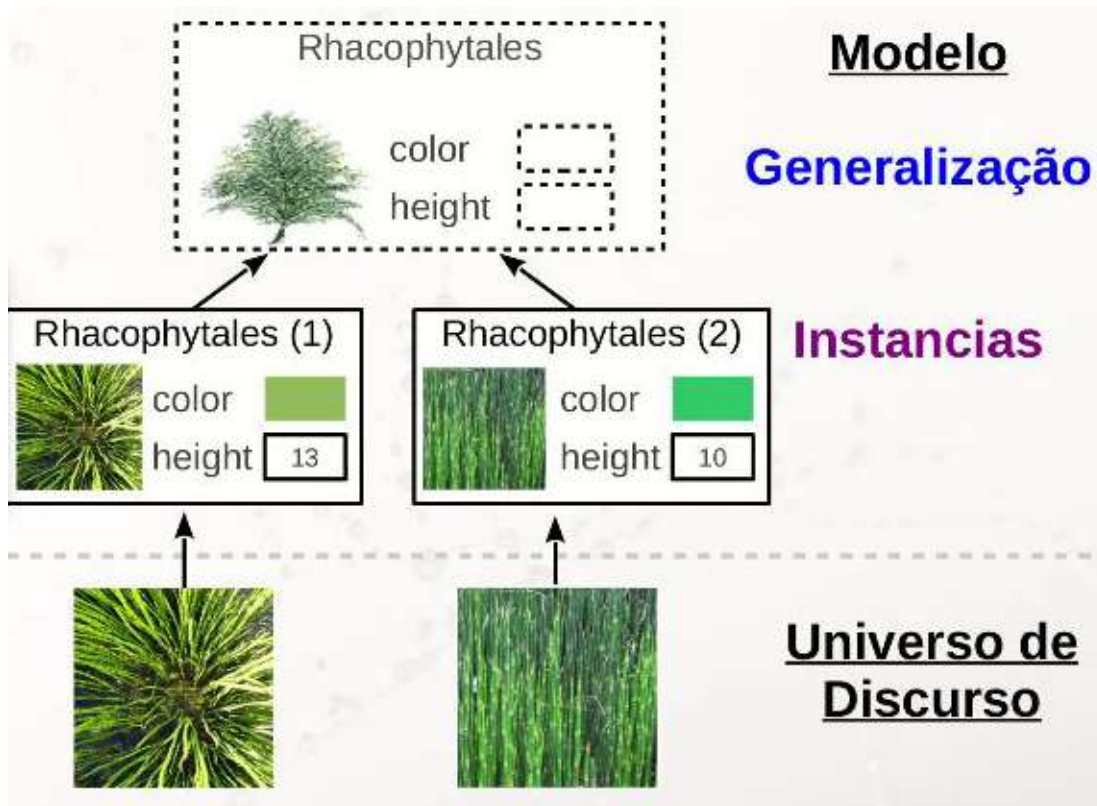 Rhacophytales
Modelo
color
height
Generalização
Rhacophytales (1)
color
height 13
Rhacophytales (2)
color
height 10
Instancias
Universo de
Discurso